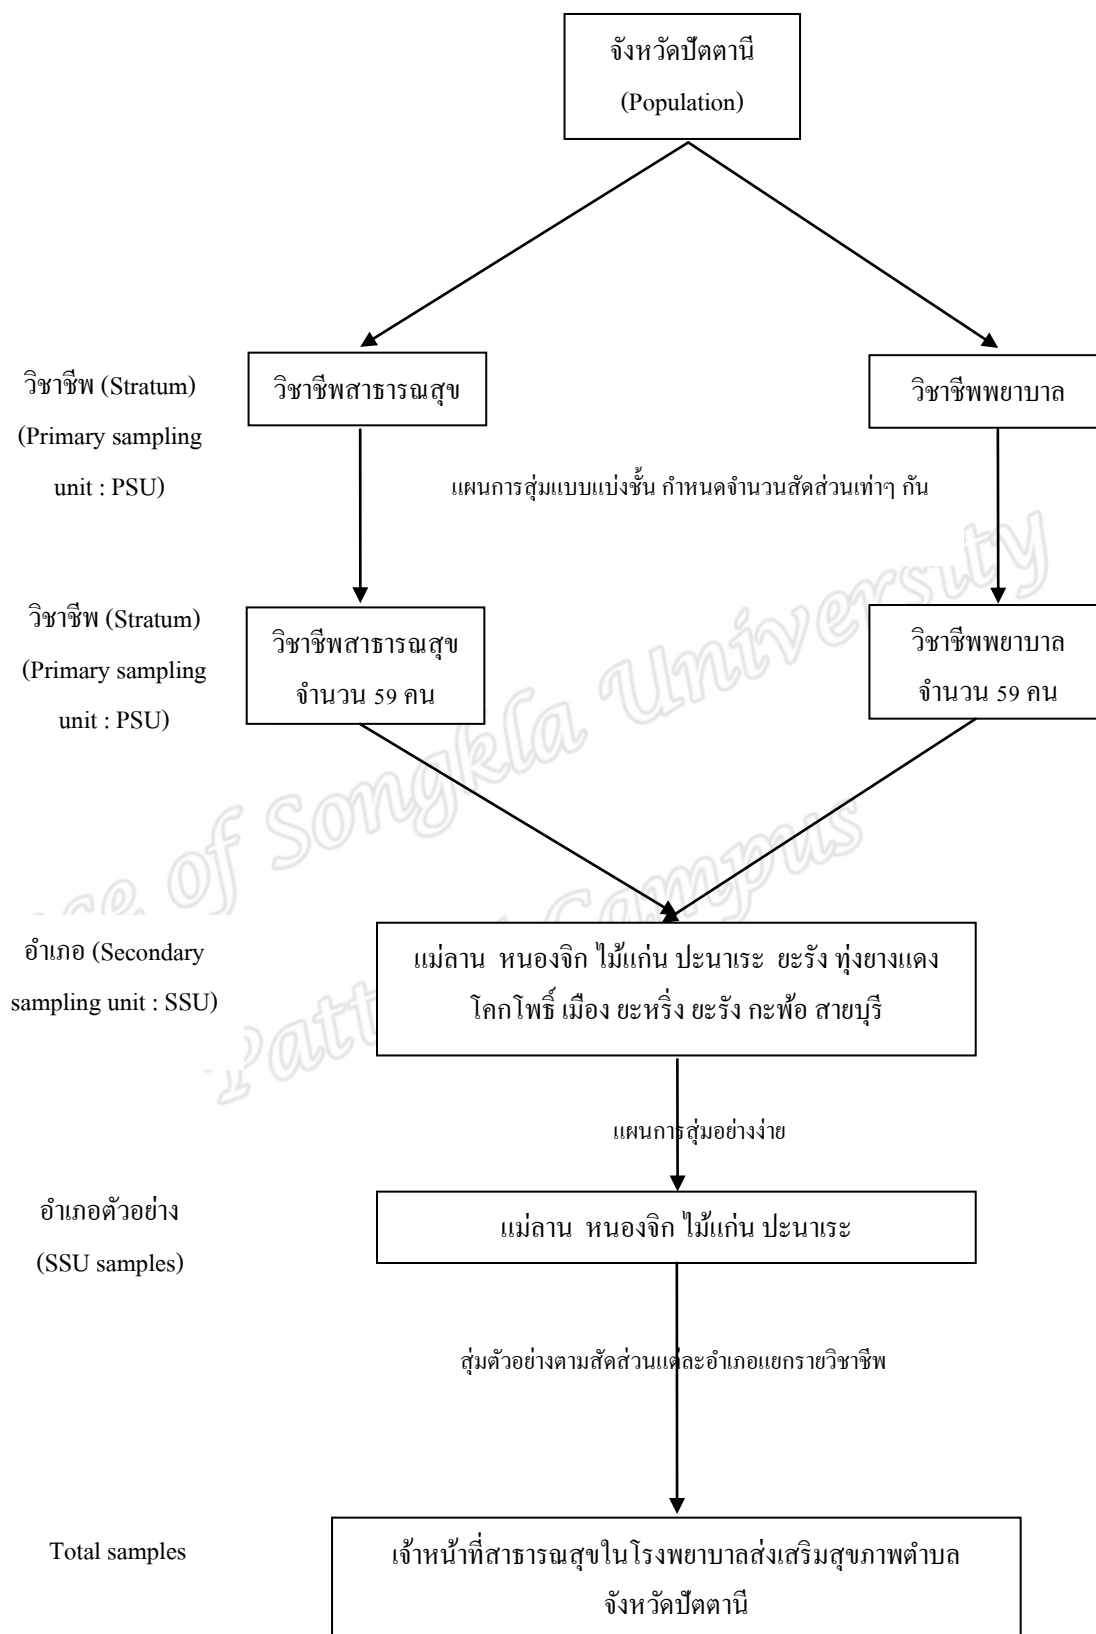 จังหวัดปัตตานี
(Population)
วิชาชีพ (Stratum)
(Primary sampling
unit : PSU)
วิชาชีพสาธารณสุข
วิชาชีพพยาบาล
แผนการสุ่มแบบแบ่งชั้น กำหนดจำนวนสัดส่วนเท่าๆ กัน
วิชาชีพ (Stratum)
(Primary sampling
unit : PSU)
วิชาชีพสาธารณสุข
จำนวน 59 คน
วิชาชีพพยาบาล
จำนวน 59 คน
อำเภอ (Secondary
sampling unit : SSU)
แม่ลาน หนองจิก ไม้แก่น ปะนาเระ ยะรัง ทุ่งยางแดง
โคกโพธิ์ เมือง ยะหริ่ง ยะรัง กะพ้อ สายบุรี
แผนการสุ่มอย่างง่าย
อำเภอตัวอย่าง
(SSU samples)
แม่ลาน หนองจิก ไม้แก่น ปะนาเระ
สุ่มตัวอย่างตามสัดส่วนแต่ละอำเภอแยกรายวิชาชีพ
Total samples
เจ้าหน้าที่สาธารณสุขในโรงพยาบาลส่งเสริมสุขภาพตำบล
จังหวัดปัตตานี
of Songkla University
Campus